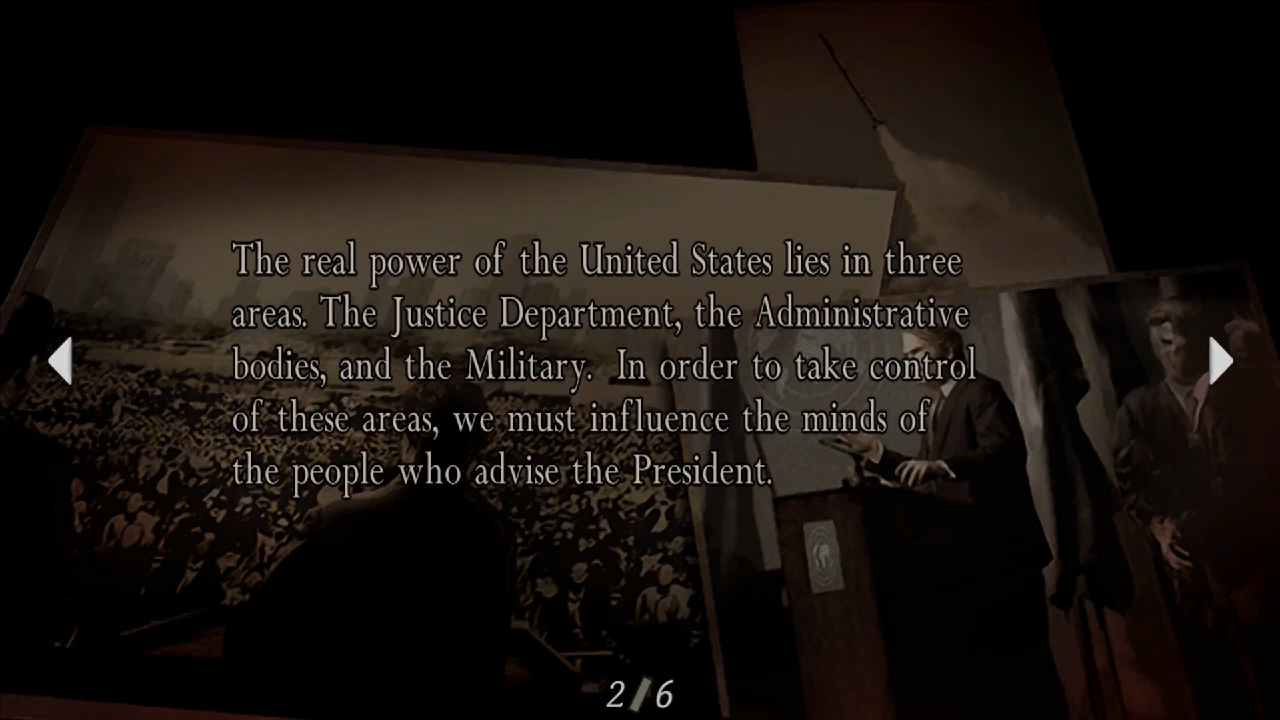 The real power of the United States lies in three
areas. The Justice Department, the Administrative
bodies, and the Military.  In order to take control
of these areas, we must influence the minds of
the people who advise the President.
2/6